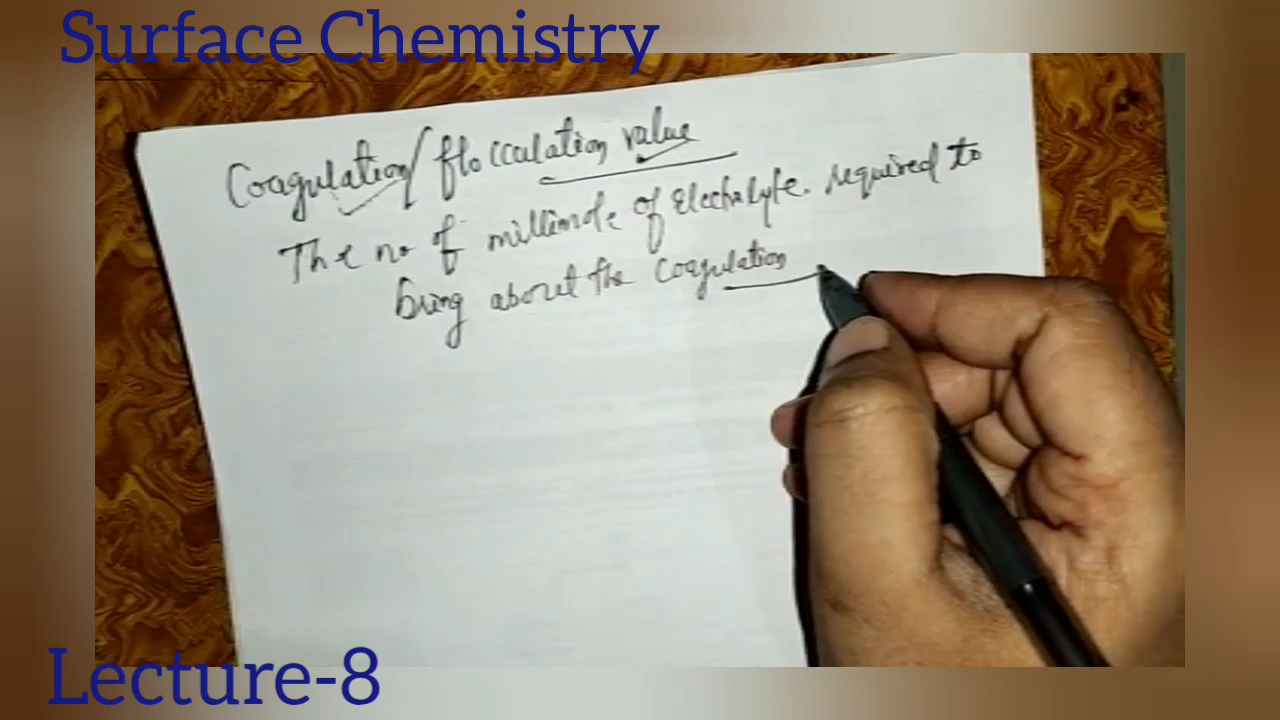 Surface Chemistry
Coagulation/flocculation value
The no of millimole of Electrolyte. required to
bring about the Coagulation
Lecture-8